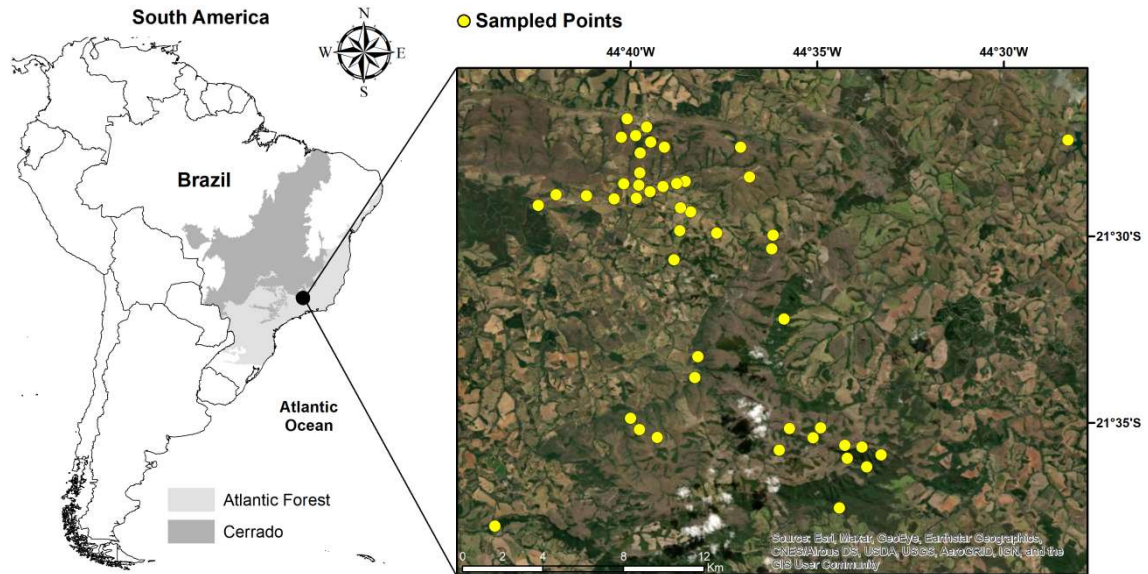 South America
N
W
E
S
Sampled Points
44°40'W
44°35'W
44°30'W
Brazil
21°30'S
Atlantic
Ocean
21°35'S
Atlantic Forest
Cerrado
0
2
4
8
12
Km
Source: Esri, Maxar, GeoEye, Earthstar Geographics,
CNES/Airbus DS, USDA, USGS, AeroGRID, IGN, and the
GIS User Community